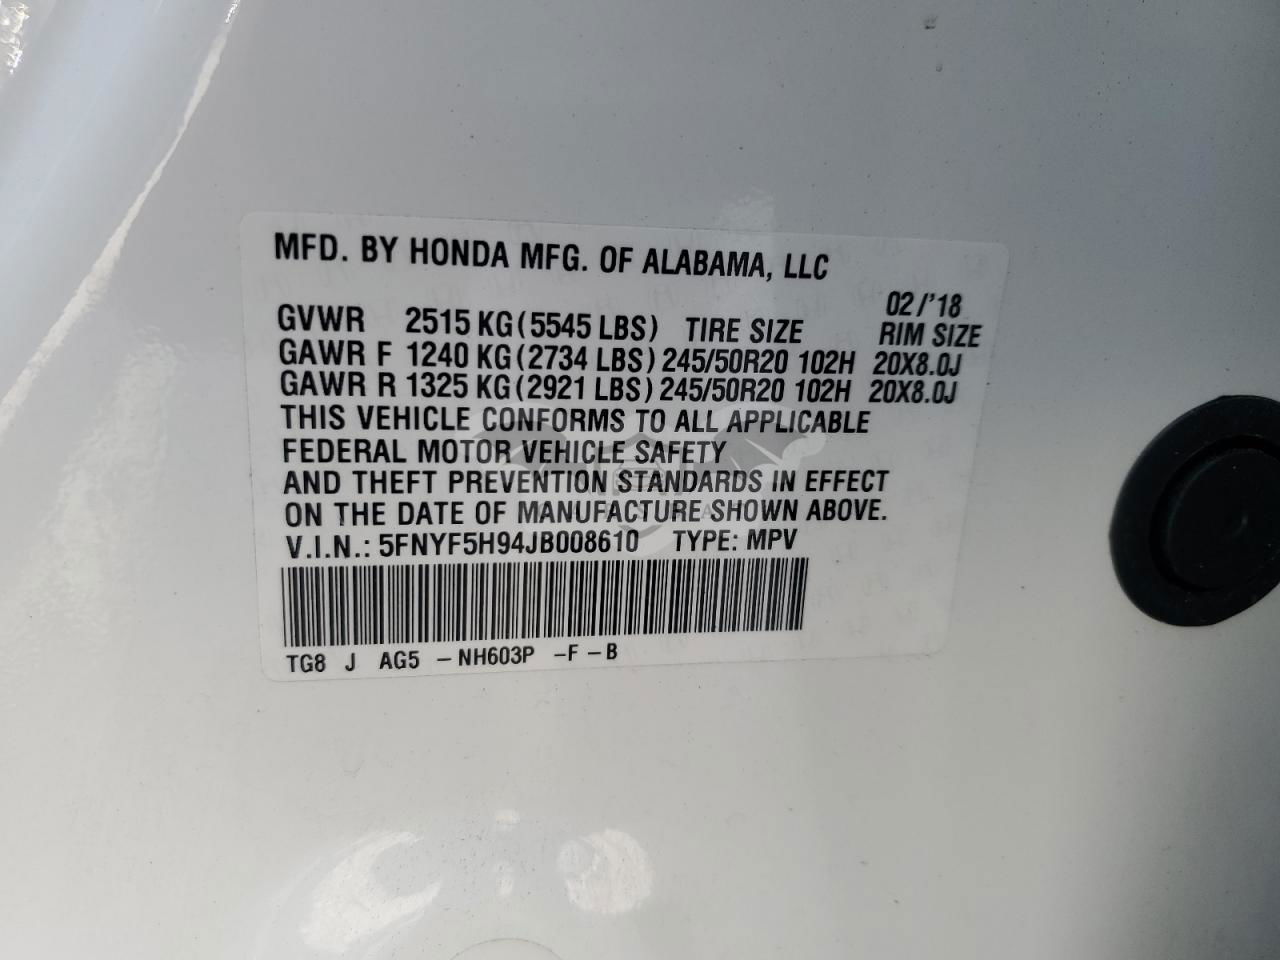 MFD. BY HONDA MFG. OF ALABAMA, LLC
02/'18
GVWR 2515 KG (5545 LBS) TIRE SIZE RIM SIZE
GAWR F 1240 KG (2734 LBS) 245/50R20 102H 20X8.0J
GAWR R 1325 KG (2921 LBS) 245/50R20 102H 20X8.0J
THIS VEHICLE CONFORMS TO ALL APPLICABLE
FEDERAL MOTOR VEHICLE SAFETY
AND THEFT PREVENTION STANDARDS IN EFFECT
ON THE DATE OF MANUFACTURE SHOWN ABOVE.
V.I.N.: 5FNYF5H94JB008610 TYPE: MPV
TG8 J AG5 -NH603P -F-B